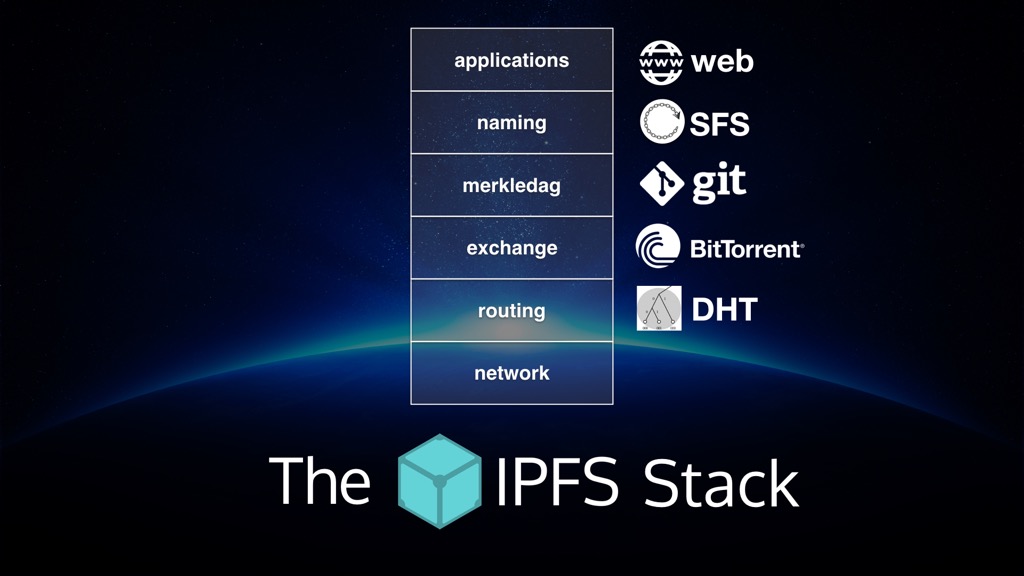 applications
www web
naming
SFS
merkledag
git
exchange
BitTorrent®
routing
DHT
network
The IPFS Stack